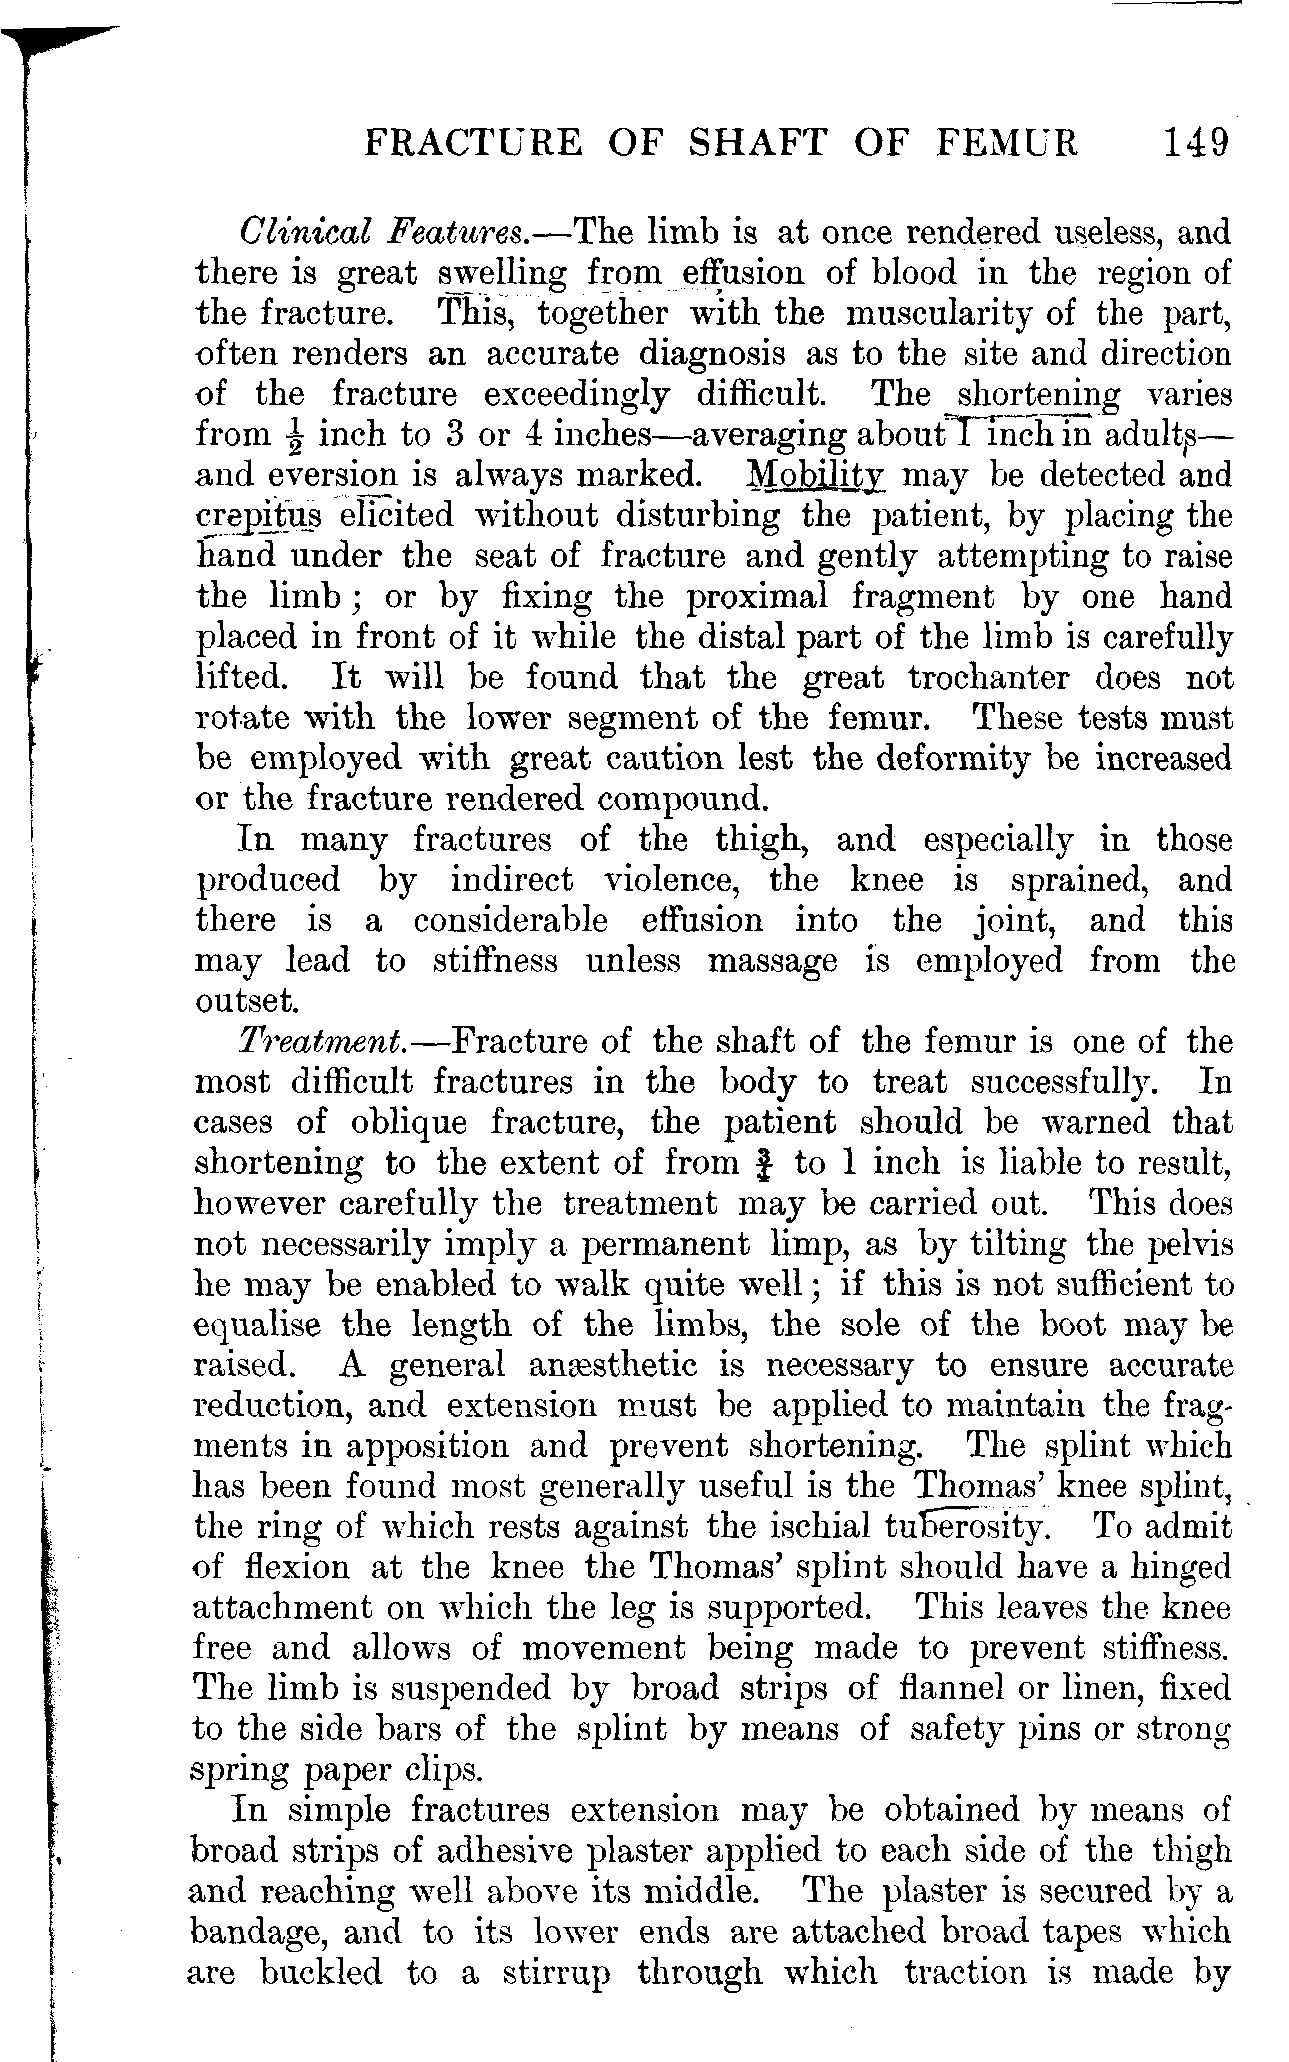 FRACTURE OF SHAFT OF FEMUR 149
Clinical Features.—The limb is at once rendered useless, and
there is great swelling from effusion of blood in the region of
the fracture. This, together with the muscularity of the part,
often renders an accurate diagnosis as to the site and direction
of the fracture exceedingly difficult. The shortening varies
from ½ inch to 3 or 4 inches—averaging about 1 inch in adults—
and eversion is always marked. Mobility may be detected and
crepitus elicited without disturbing the patient, by placing the
hand under the seat of fracture and gently attempting to raise
the limb; or by fixing the proximal fragment by one hand
placed in front of it while the distal part of the limb is carefully
lifted. It will be found that the great trochanter does not
rotate with the lower segment of the femur. These tests must
be employed with great caution lest the deformity be increased
or the fracture rendered compound.
In many fractures of the thigh, and especially in those
produced by indirect violence, the knee is sprained, and
there is a considerable effusion into the joint, and this
may lead to stiffness unless massage is employed from the
outset.
Treatment.—Fracture of the shaft of the femur is one of the
most difficult fractures in the body to treat successfully. In
cases of oblique fracture, the patient should be warned that
shortening to the extent of from ¾ to 1 inch is liable to result,
however carefully the treatment may be carried out. This does
not necessarily imply a permanent limp, as by tilting the pelvis
he may be enabled to walk quite well; if this is not sufficient to
equalise the length of the limbs, the sole of the boot may be
raised. A general anæsthetic is necessary to ensure accurate
reduction, and extension must be applied to maintain the frag-
ments in apposition and prevent shortening. The splint which
has been found most generally useful is the Thomas' knee splint,
the ring of which rests against the ischial tuberosity. To admit
of flexion at the knee the Thomas' splint should have a hinged
attachment on which the leg is supported. This leaves the knee
free and allows of movement being made to prevent stiffness.
The limb is suspended by broad strips of flannel or linen, fixed
to the side bars of the splint by means of safety pins or strong
spring paper clips.
In simple fractures extension may be obtained by means of
broad strips of adhesive plaster applied to each side of the thigh
and reaching well above its middle. The plaster is secured by a
bandage, and to its lower ends are attached broad tapes which
are buckled to a stirrup through which traction is made by